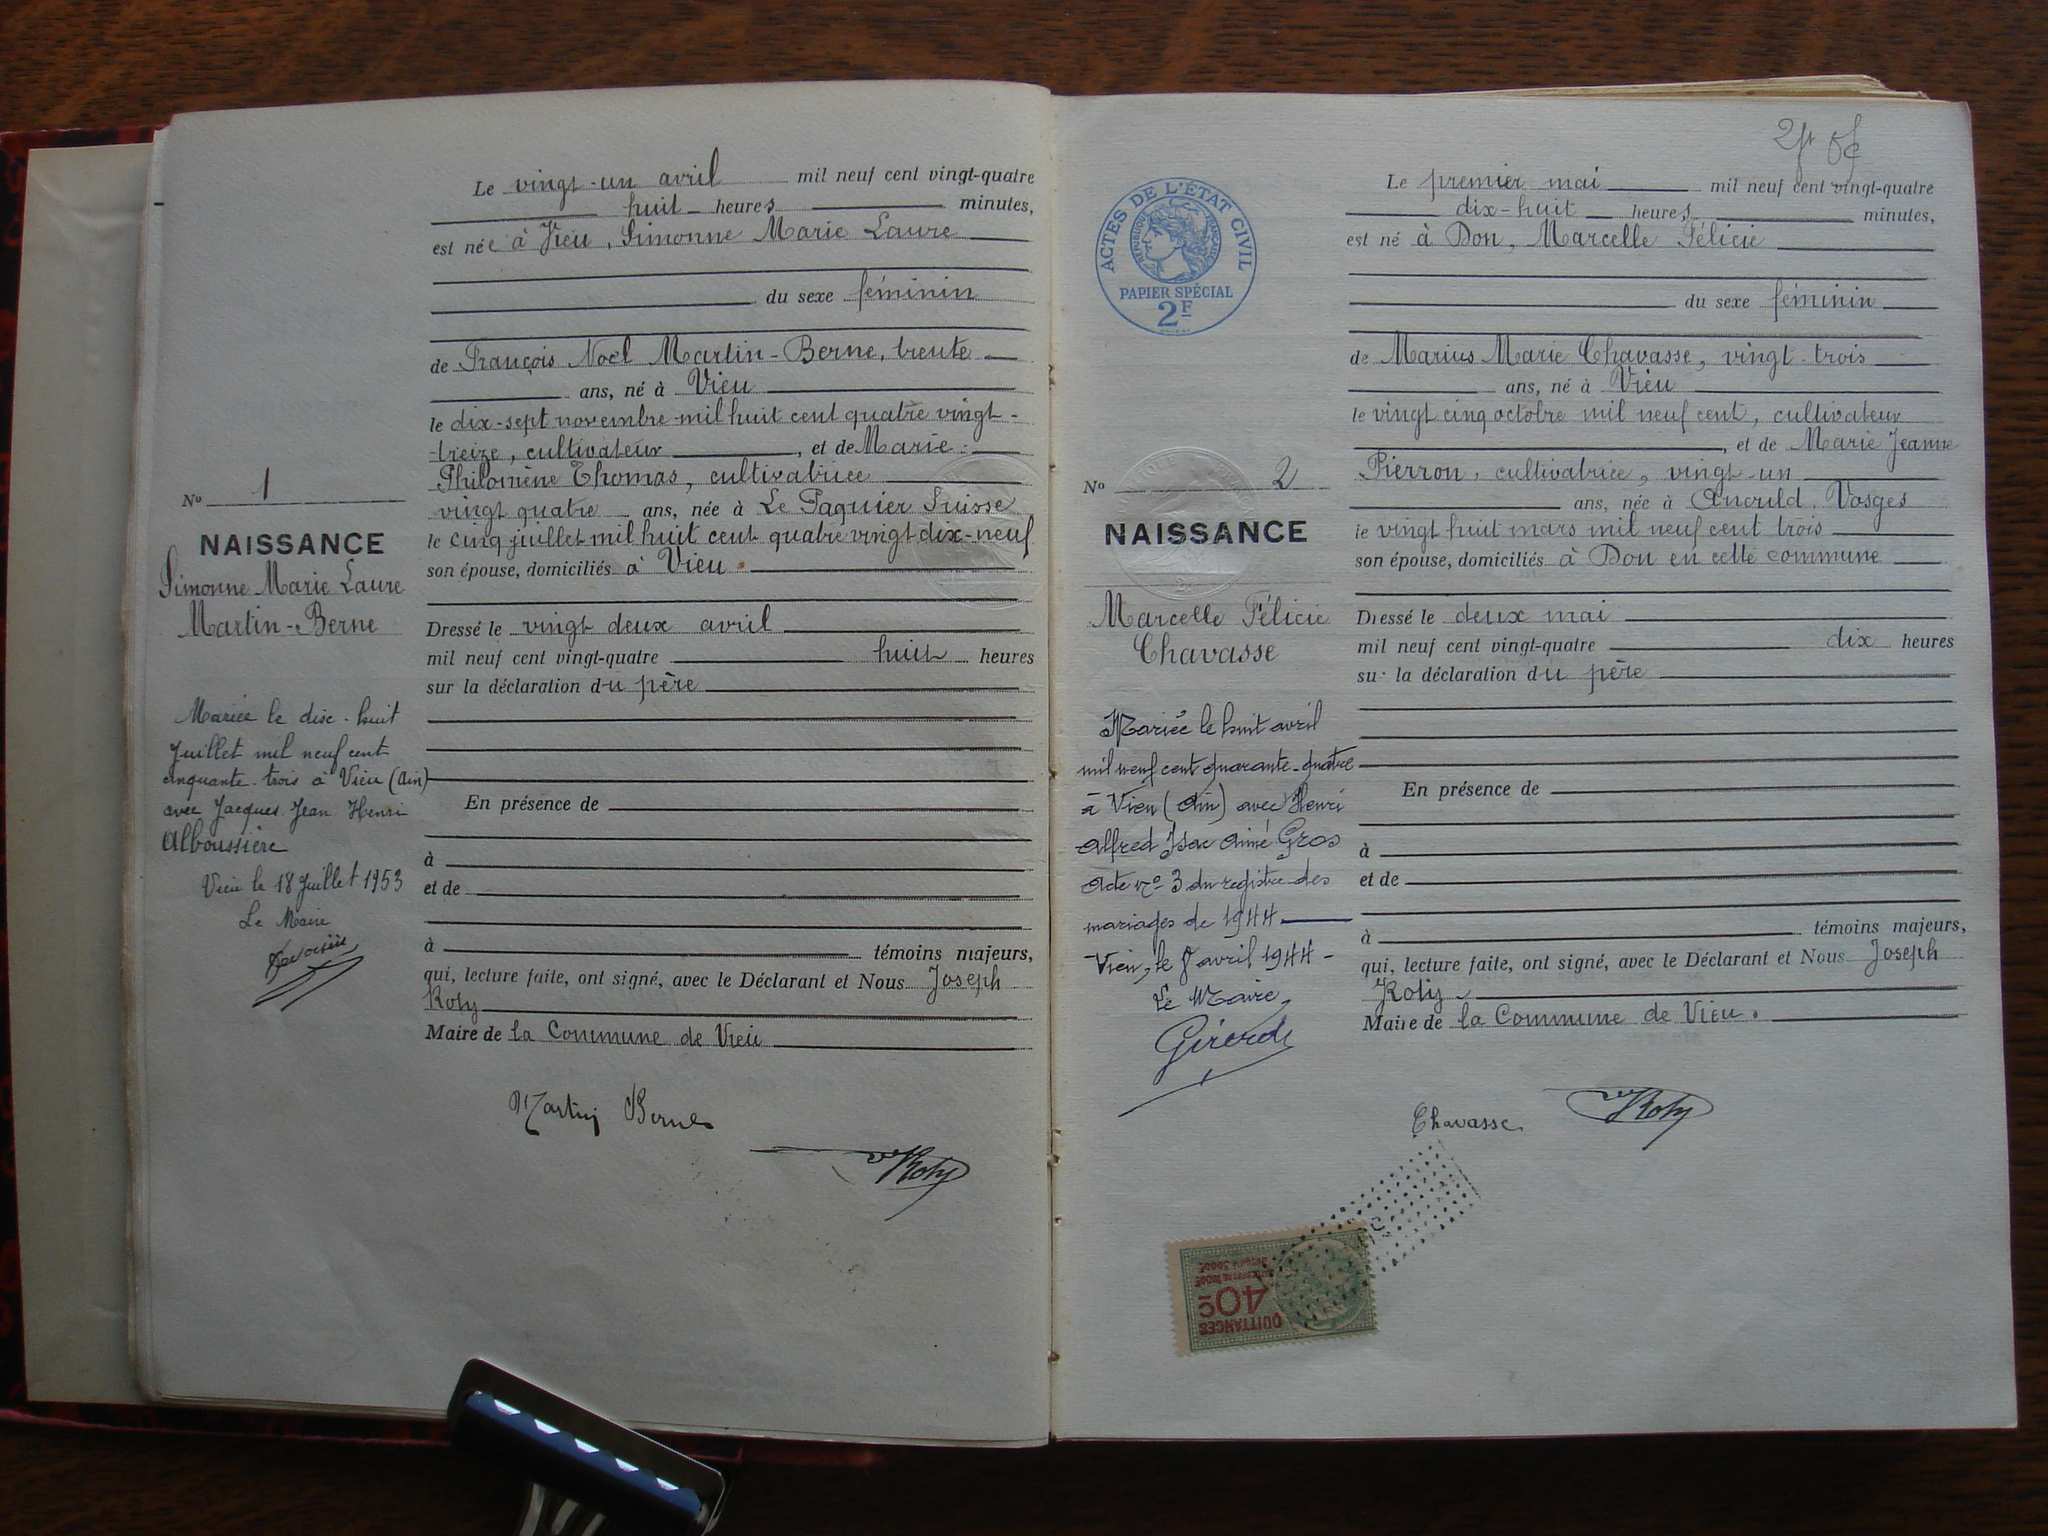 Le vingt-un avril mil neuf cent vingt-quatre
huit heures minutes,
est née à Vieu, Simonne Marie Laure
du sexe féminin
de François Noël Martin-Berne, trente
ans, né à Vieu
le dix-sept novembre mil huit cent quatre vingt-
treize, cultivateur, et de Marie-
Philomène Thomas, cultivatrice
vingt quatre ans, née à Le Paquier Suisse
le cinq juillet mil huit cent quatre vingt dix-neuf
son épouse, domiciliés à Vieu.
Dressé le vingt deux avril
mil neuf cent vingt-quatre huit heures
sur la déclaration du père
En présence de
à
et de
à témoins majeurs,
qui, lecture faite, ont signé, avec le Déclarant et Nous Joseph
Roty
Maire de la Commune de Vieu
Martin Berne
Roty
No 1
NAISSANCE
Simonne Marie Laure
Martin-Berne
Mariée le dix-huit
Juillet mil neuf cent
cinquante-trois à Vieu (Ain)
avec Jacques Jean Henri
Alboussière
Vieu le 18 Juillet 1953
Le Maire
ACTES DE L'ÉTAT CIVIL
RÉPUBLIQUE FRANÇAISE
PAPIER SPÉCIAL
2F
Le premier mai mil neuf cent vingt-quatre
dix-huit heures minutes,
est né à Don, Marcelle Félicie
du sexe féminin
de Marius Marie Chavasse, vingt-trois
ans, né à Vieu
le vingt cinq octobre mil neuf cent, cultivateur
, et de Marie Jeanne
Pierron, cultivatrice, vingt-un
ans, née à Vosges
le vingt huit mars mil neuf cent trois
son épouse, domiciliés à Don en cette commune
Dressé le deux mai
mil neuf cent vingt-quatre dix heures
sur la déclaration du père
En présence de
à
et de
à témoins majeurs,
qui, lecture faite, ont signé, avec le Déclarant et Nous Joseph
Roty
Maire de la Commune de Vieu.
Chavasse
Roty
No 2
NAISSANCE
Marcelle Félicie
Chavasse
Mariée le huit avril
mil neuf cent quarante-quatre
à Vieu (Ain) avec Henri
Alfred Isac Aimé Gros
Acte no 3 du registre des
mariages de 1944
Vieu, le 8 avril 1944
Le Maire
Girerd
QUITTANCES
40c